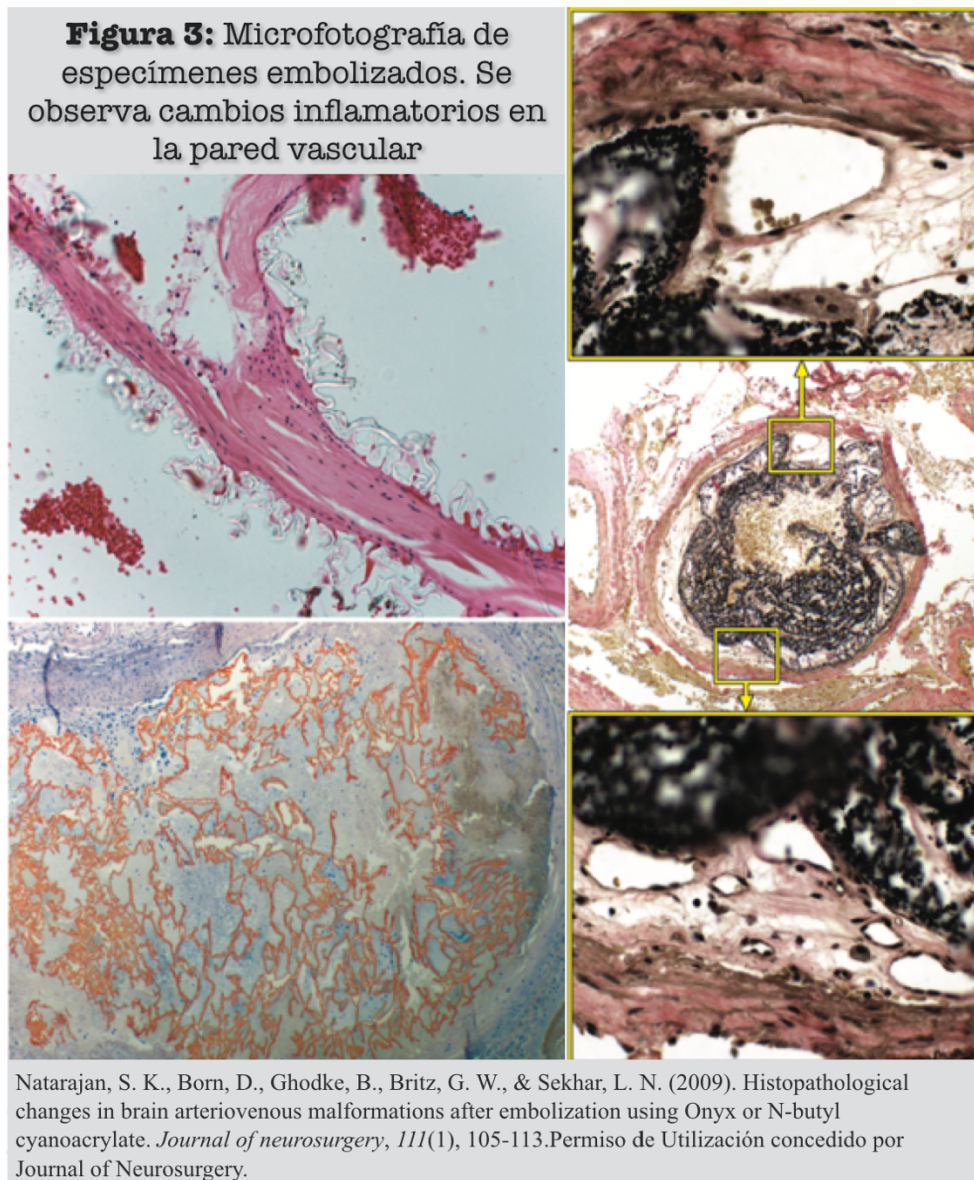 Figura 3: Microfotografía de
especímenes embolizados. Se
observa cambios inflamatorios en
la pared vascular
Natarajan, S. K., Born, D., Ghodke, B., Britz, G. W., & Sekhar, L. N. (2009). Histopathological
changes in brain arteriovenous malformations after embolization using Onyx or N-butyl
cyanoacrylate. Journal of neurosurgery, 111(1), 105-113.Permiso de Utilización concedido por
Journal of Neurosurgery.